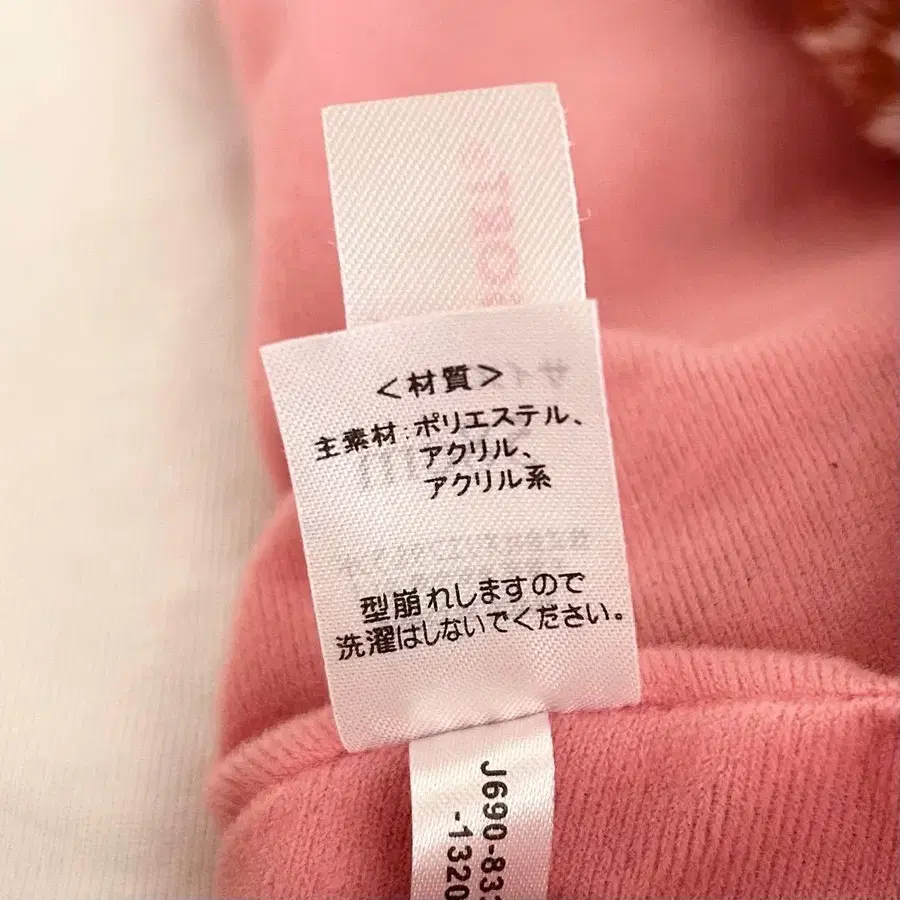 <材質>
主素材:ポリエステル、
アクリル、
アクリル系
型崩れしますので
洗濯はしないでください。
J690-83
-1320